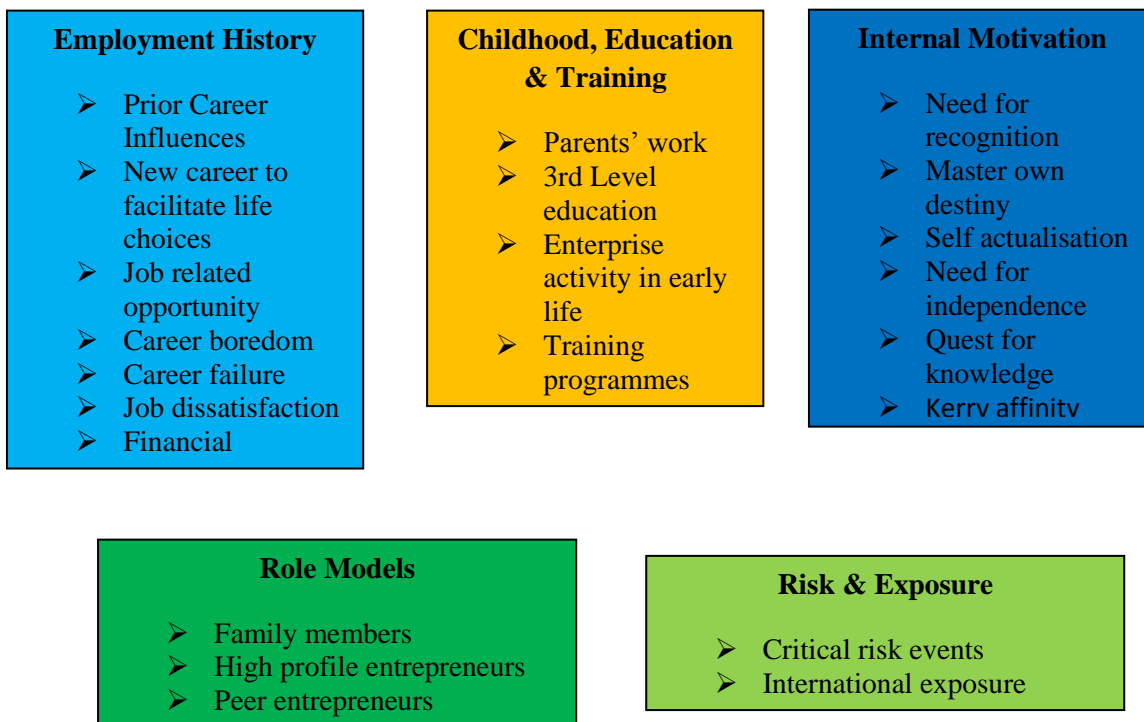 Employment History
➢ Prior Career
Influences
➢ New career to
facilitate life
choices
➢ Job related
opportunity
➢ Career boredom
➢ Career failure
➢ Job dissatisfaction
➢ Financial
Childhood, Education
& Training
➢ Parents’ work
➢ 3rd Level
education
➢ Enterprise
activity in early
life
➢ Training
programmes
Internal Motivation
➢ Need for
recognition
➢ Master own
destiny
➢ Self actualisation
➢ Need for
independence
➢ Quest for
knowledge
➢ Kerry affinity
Role Models
➢ Family members
➢ High profile entrepreneurs
➢ Peer entrepreneurs
Risk & Exposure
➢ Critical risk events
➢ International exposure